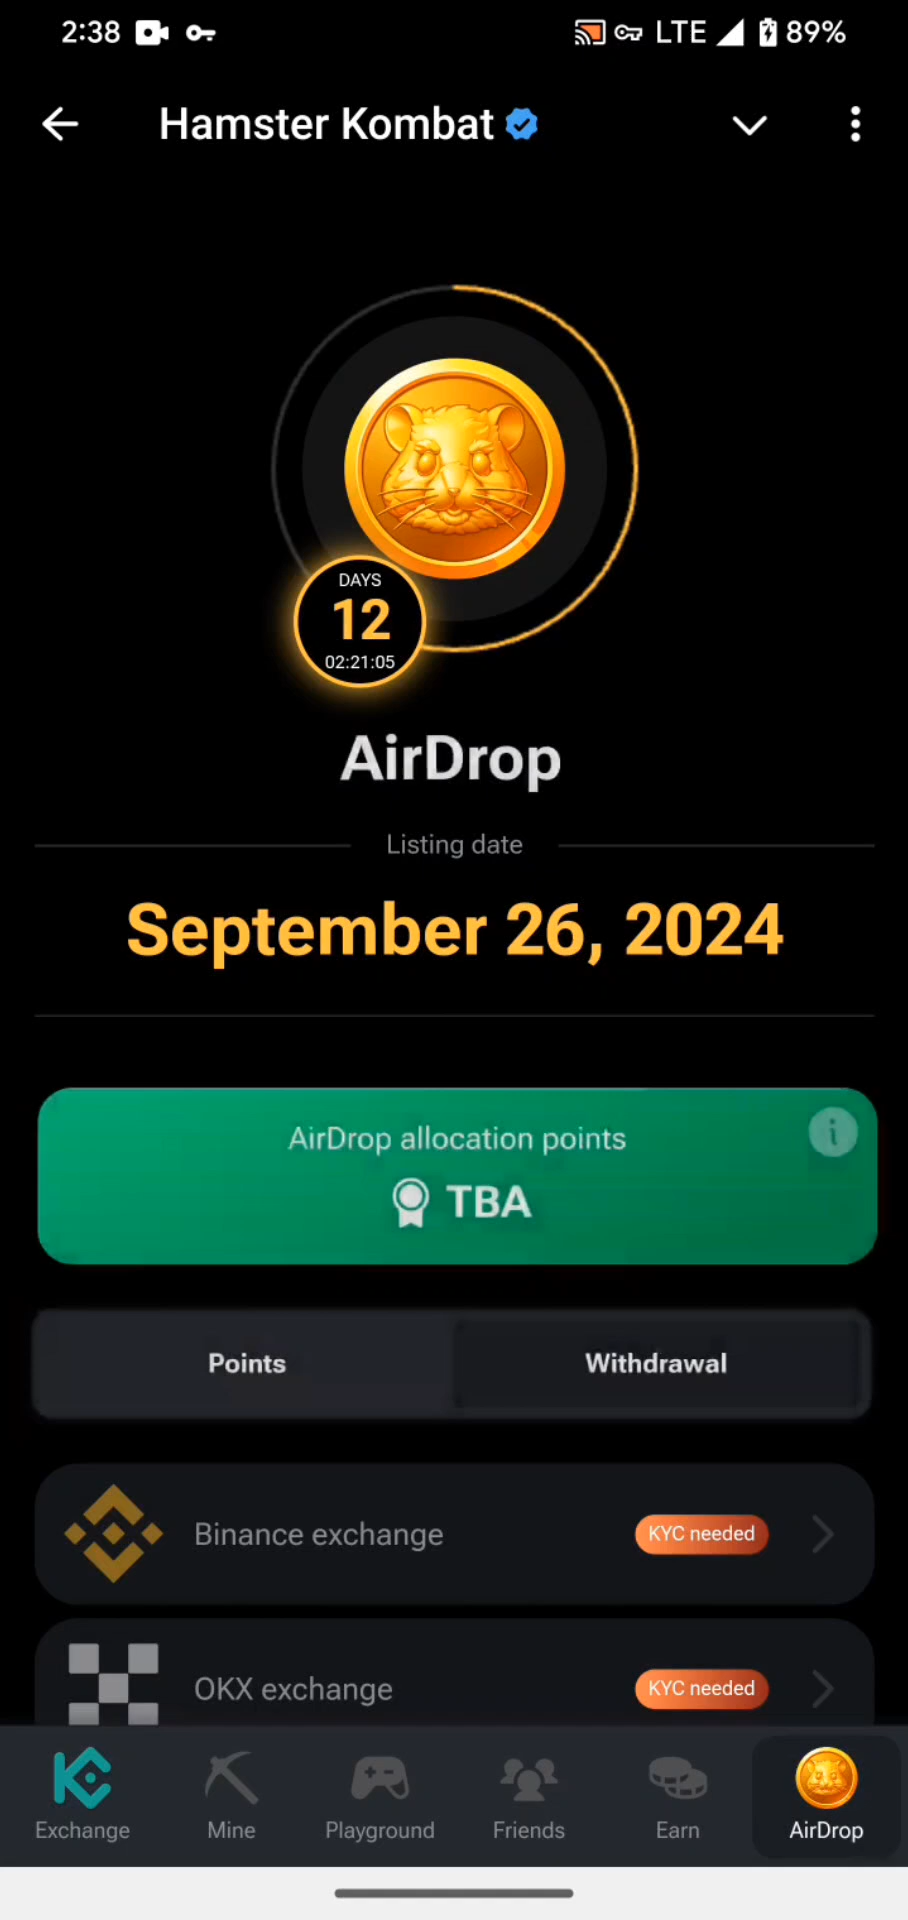 2:38 LTE 89%
Hamster Kombat
DAYS
12
02:21:05
AirDrop
Listing date
September 26, 2024
AirDrop allocation points
TBA
Points Withdrawal
Binance exchange KYC needed
OKX exchange KYC needed
Exchange Mine Playground Friends Earn AirDrop